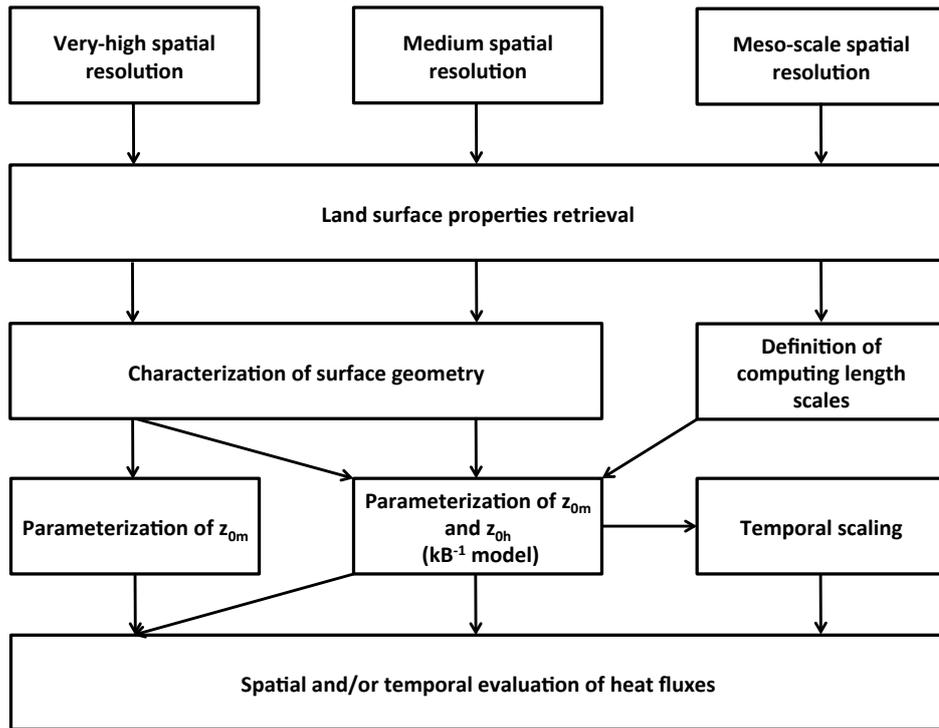 Very-high spatial
resolution
Medium spatial
resolution
Meso-scale spatial
resolution
Land surface properties retrieval
Characterization of surface geometry
Definition of
computing length
scales
Parameterization of z₀ₘ
Parameterization of z₀ₘ
and z₀ₕ
(kB⁻¹ model)
Temporal scaling
Spatial and/or temporal evaluation of heat fluxes